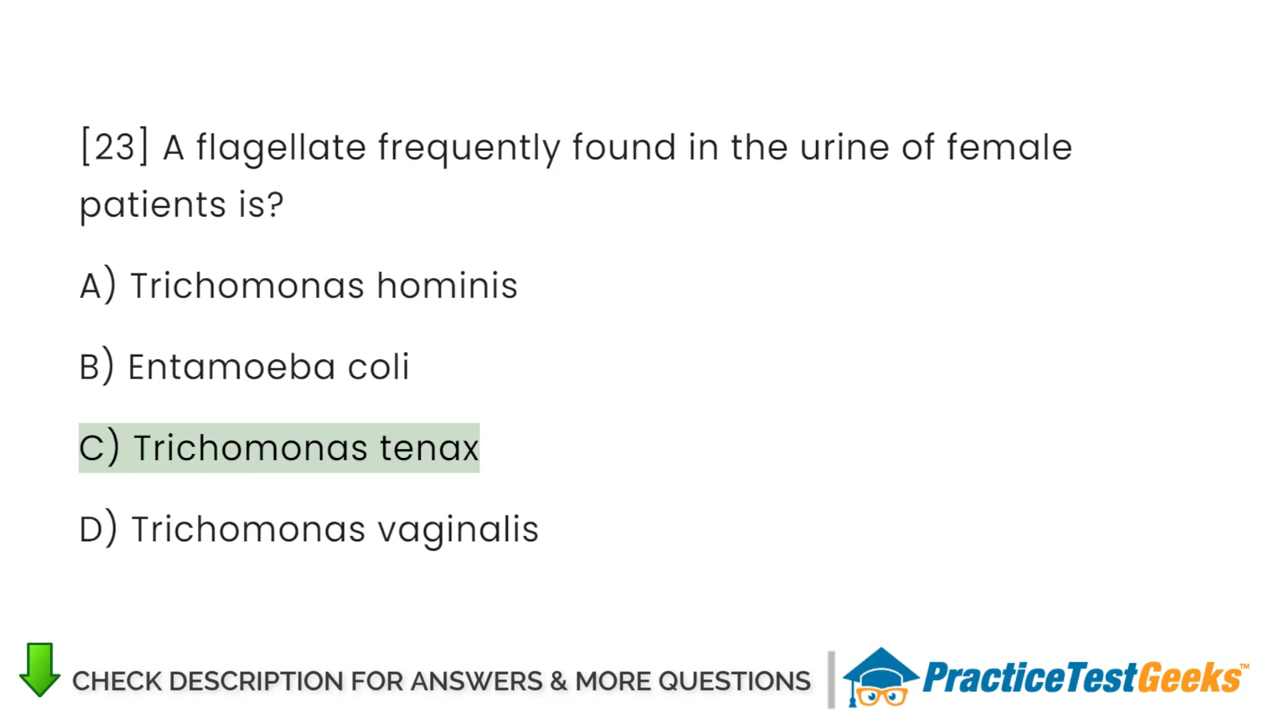 [23] A flagellate frequently found in the urine of female
patients is?
A) Trichomonas hominis
B) Entamoeba coli
C) Trichomonas tenax
D) Trichomonas vaginalis
CHECK DESCRIPTION FOR ANSWERS & MORE QUESTIONS
PracticeTestGeeks™